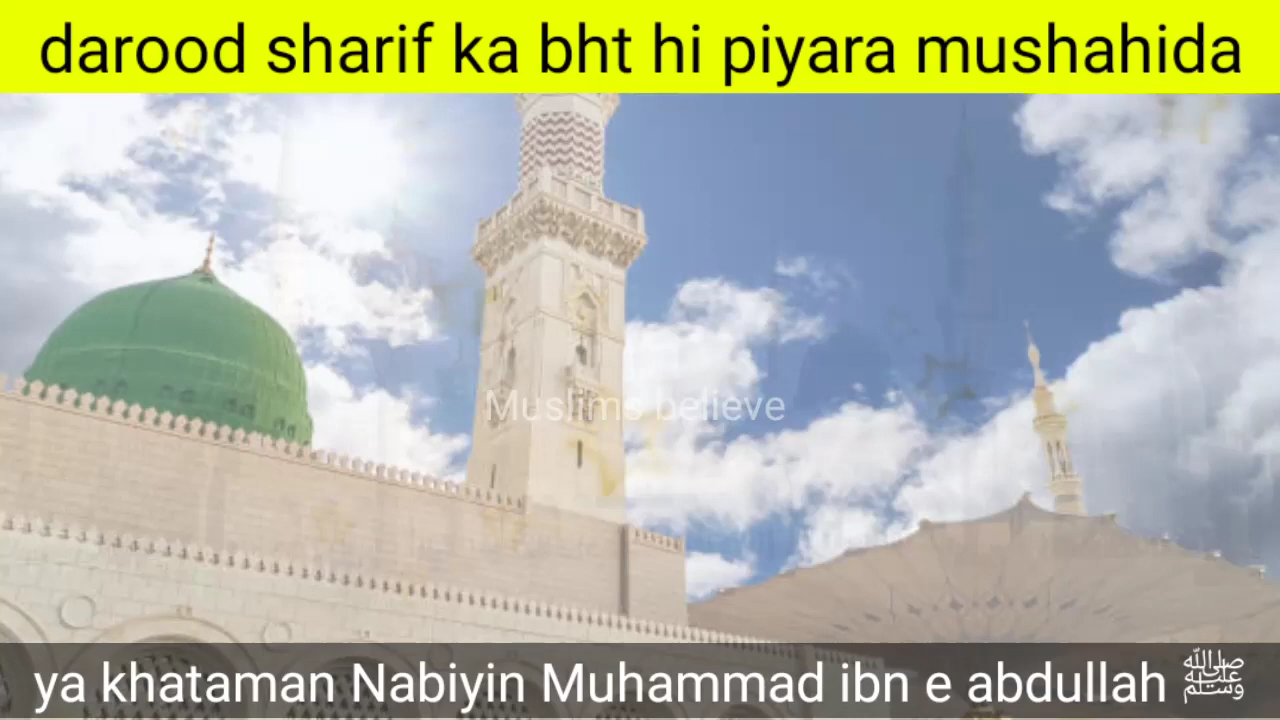 darood sharif ka bht hi piyara mushahida
Muslims believe
ya khataman Nabiyin Muhammad ibn e abdullah ﷺ